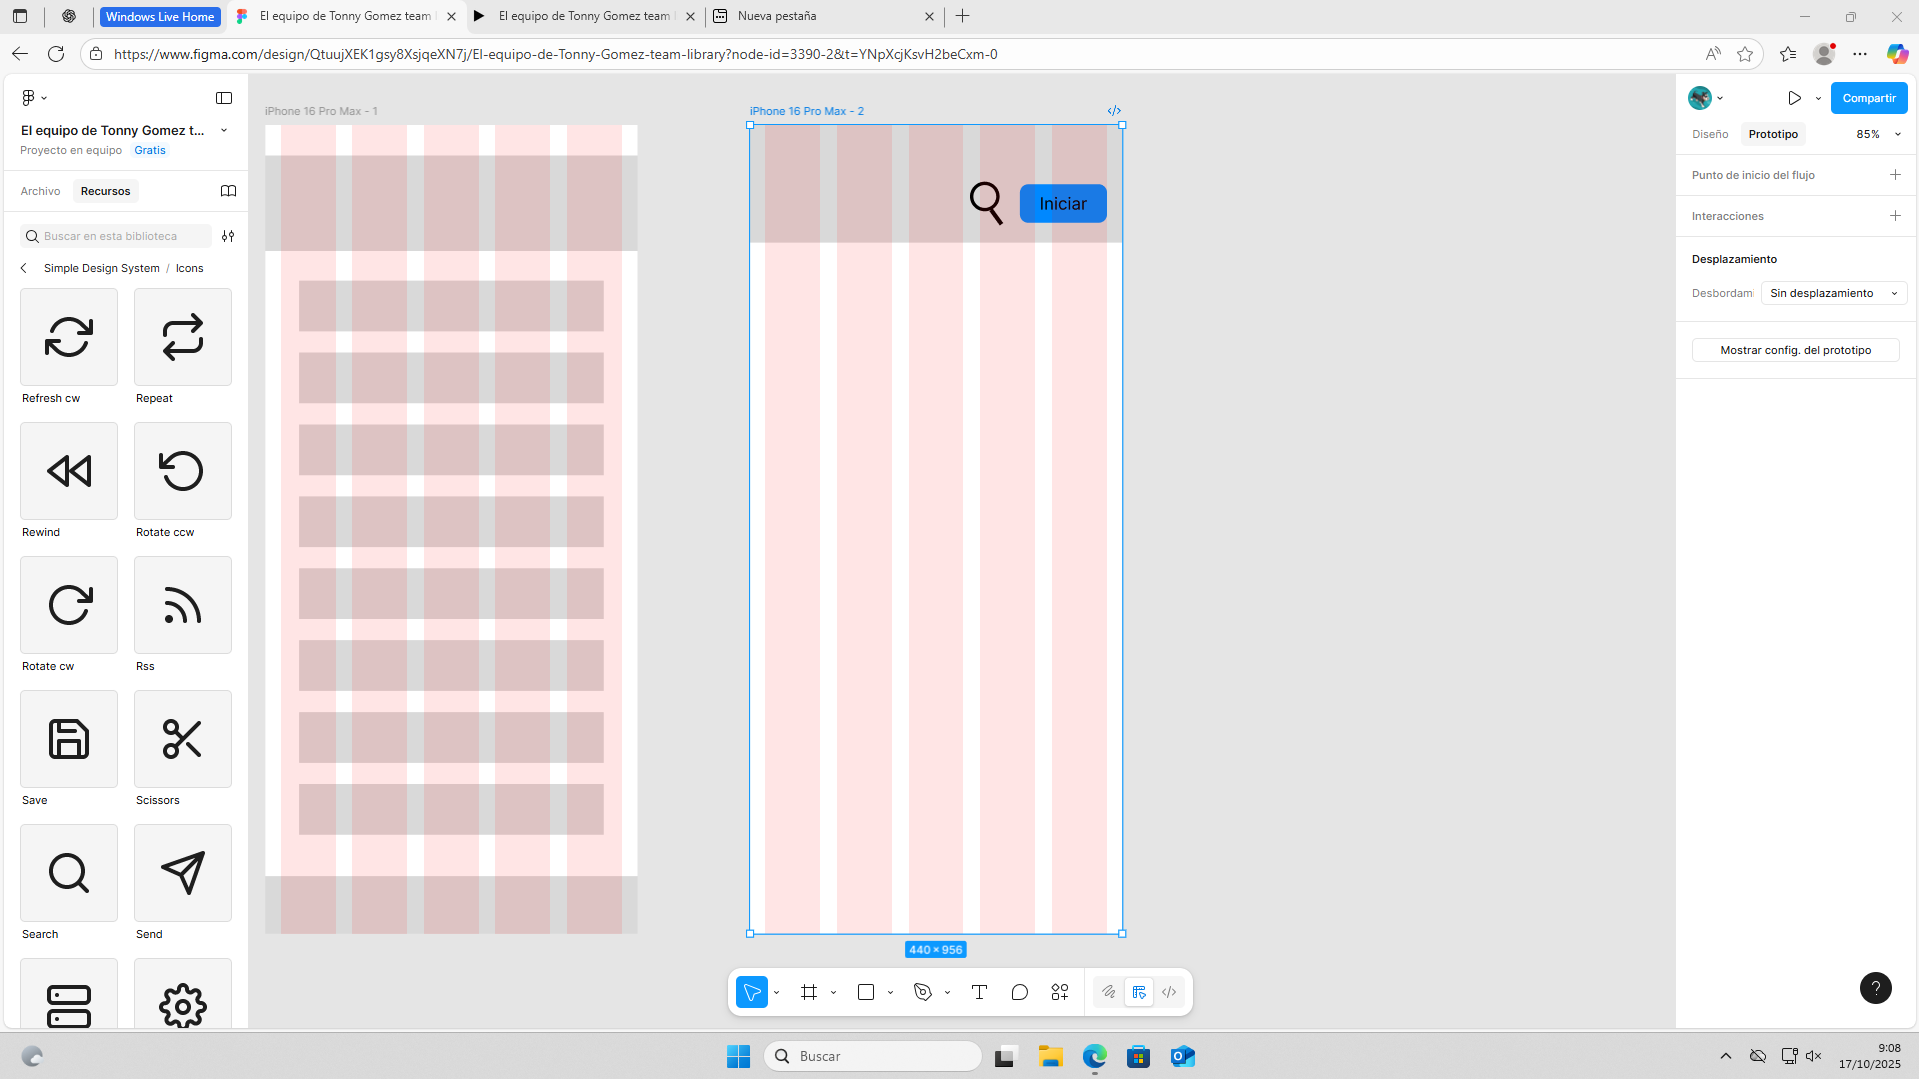 Windows Live Home
El equipo de Tonny Gomez team
El equipo de Tonny Gomez team
Nueva pestaña
https://www.figma.com/design/QtuujXEK1gsy8XsjqeXN7j/El-equipo-de-Tonny-Gomez-team-library?node-id=3390-2&t=YNpXcjKsvH2beCxm-0
El equipo de Tonny Gomez t...
Proyecto en equipo Gratis
Archivo Recursos
Buscar en esta biblioteca
Simple Design System / Icons
Refresh cw
Repeat
Rewind
Rotate ccw
Rotate cw
Rss
Save
Scissors
Search
Send
iPhone 16 Pro Max - 1
iPhone 16 Pro Max - 2
Iniciar
440 × 956
Compartir
Diseño Prototipo 85%
Punto de inicio del flujo
Interacciones
Desplazamiento
Desbordami Sin desplazamiento
Mostrar config. del prototipo
?
Buscar
9:08
17/10/2025